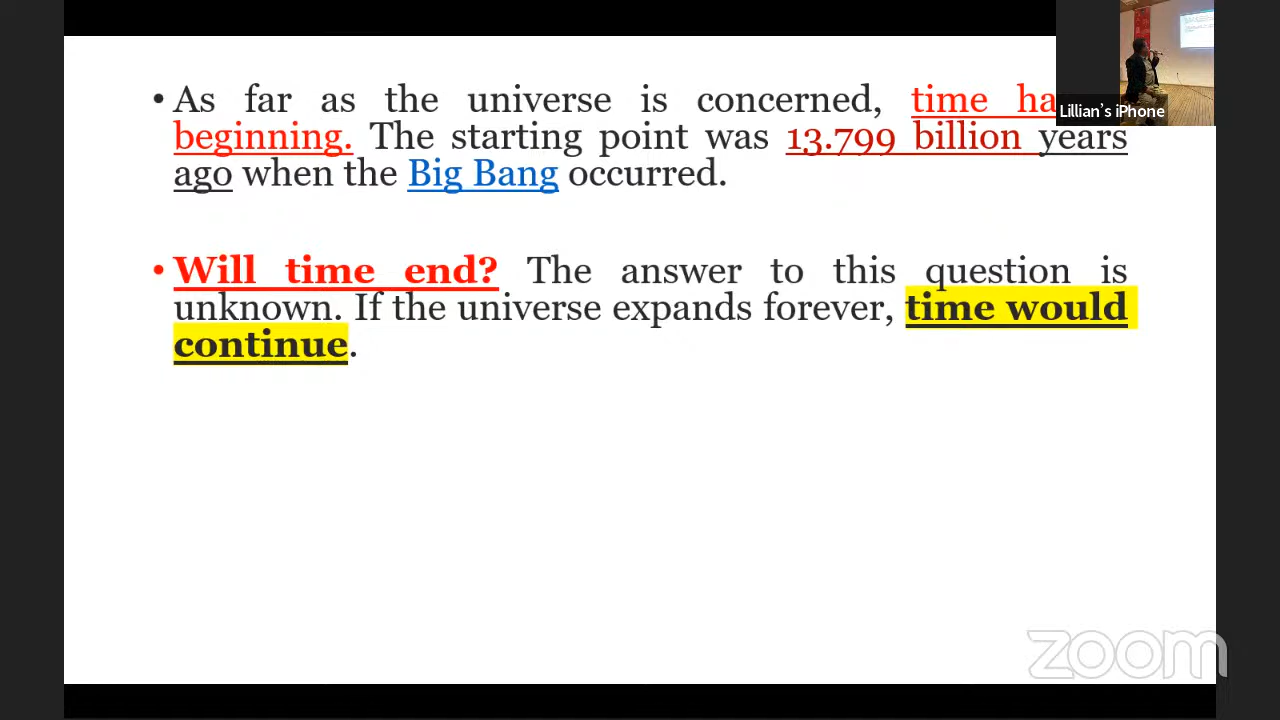 • As far as the universe is concerned, time
beginning. The starting point was 13.799 billion years
ago when the Big Bang occurred.
• Will time end? The answer to this question is
unknown. If the universe expands forever, time would
continue.
Lillian's iPhone
zoom